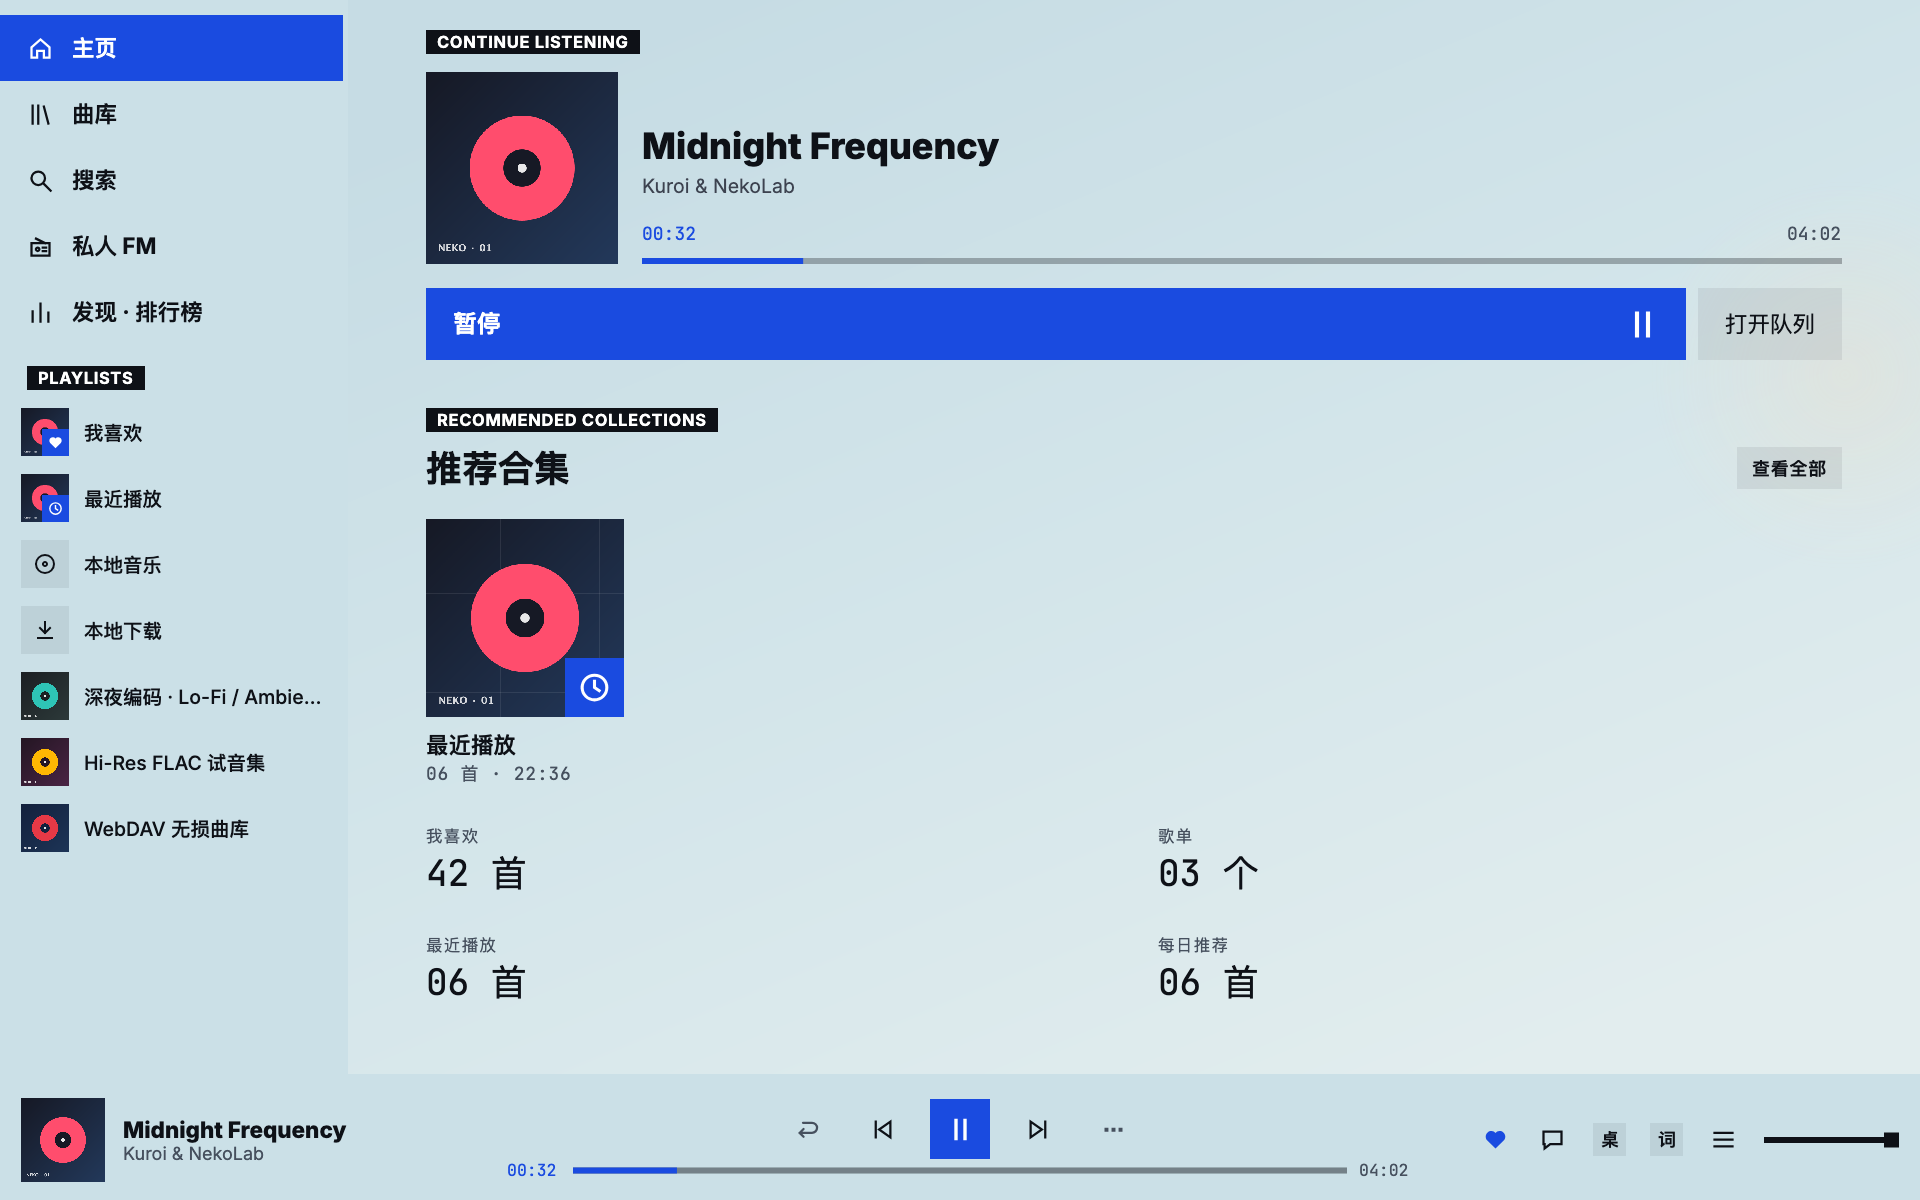 主页
曲库
搜索
私人 FM
发现 · 排行榜
PLAYLISTS
我喜欢
最近播放
本地音乐
本地下载
深夜编码 · Lo-Fi / Ambie...
Hi-Res FLAC 试音集
WebDAV 无损曲库
CONTINUE LISTENING
NEKO · 01
Midnight Frequency
Kuroi & NekoLab
00:32
04:02
暂停
打开队列
RECOMMENDED COLLECTIONS
推荐合集
查看全部
NEKO · 01
最近播放
06 首 · 22:36
我喜欢
42 首
歌单
03 个
最近播放
06 首
每日推荐
06 首
Midnight Frequency
Kuroi & NekoLab
00:32
04:02
桌
词